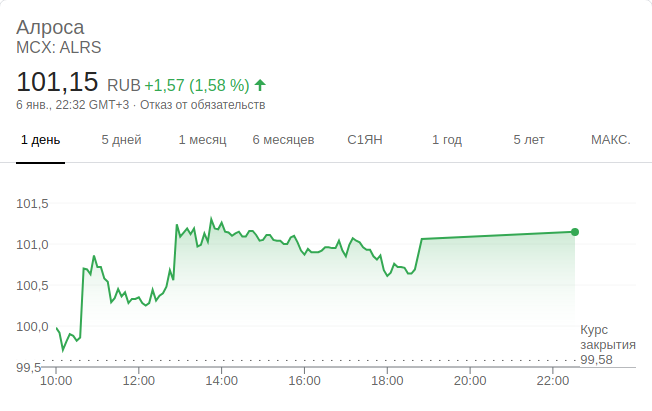 Алроса
MCX: ALRS
101,15 RUB +1,57 (1,58 %)
6 янв., 22:32 GMT+3 · Отказ от обязательств
1 день 5 дней 1 месяц 6 месяцев С1ЯН 1 год 5 лет МАКС.
101,5
101,0
100,5
100,0
Курс
закрытия
99,58
99,5
10:00 12:00 14:00 16:00 18:00 20:00 22:00